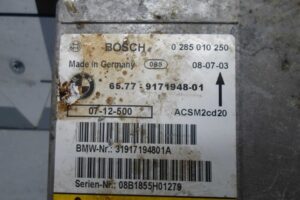 BOSCH 0 285 010 250
Made in Germany 08-07-03
65.77 - 9171948-01
07-12-500 ACSM2cd20
BMW-Nr.: 31917194801A
Serien-Nr: 08B1855H01279